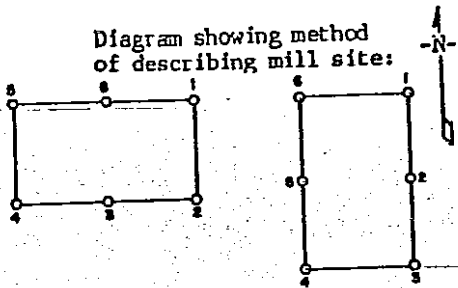 Diagram showing method
of describing mill site:
-N-
5 6 1
4 3 2
6 1
5 2
4 3